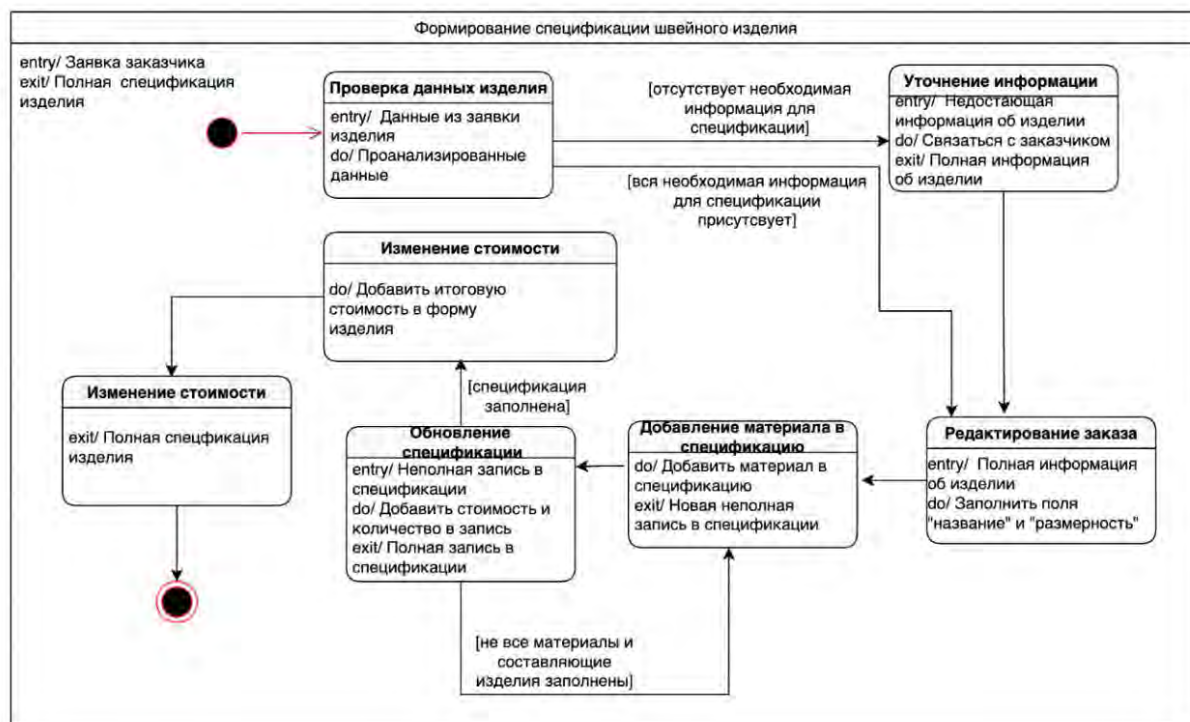 Формирование спецификации швейного изделия
entry/ Заявка заказчика
exit/ Полная спецификация
изделия
Проверка данных изделия
entry/ Данные из заявки
изделия
do/ Проанализированные
данные
[отсутствует необходимая
информация для
спецификации]
Уточнение информации
entry/ Недостающая
информация об изделии
do/ Связаться с заказчиком
exit/ Полная информация
об изделии
[вся необходимая информация
для спецификации
присутсвует]
Изменение стоимости
do/ Добавить итоговую
стоимость в форму
изделия
Изменение стоимости
exit/ Полная спецфикация
изделия
[спецификация
заполнена]
Обновление
спецификации
entry/ Неполная запись в
спецификации
do/ Добавить стоимость и
количество в запись
exit/ Полная запись в
спецификации
Добавление материала в
спецификацию
do/ Добавить материал в
спецификацию
exit/ Новая неполная
запись в спецификации
Редактирование заказа
entry/ Полная информация
об изделии
do/ Заполнить поля
"название" и "размерность"
[не все материалы и
составляющие
изделия заполнены]